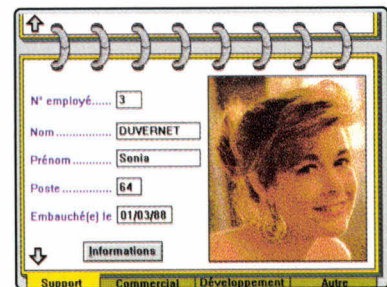 N° employé...... 3
Nom ............... DUVERNET
Prénom ........... Sonia
Poste ............. 64
Embauché(e) le 01/03/88
Informations
Support Commercial Développement Autre